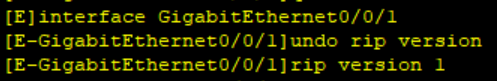 [E]interface GigabitEthernet0/0/1
[E-GigabitEthernet0/0/1]undo rip version
[E-GigabitEthernet0/0/1]rip version 1